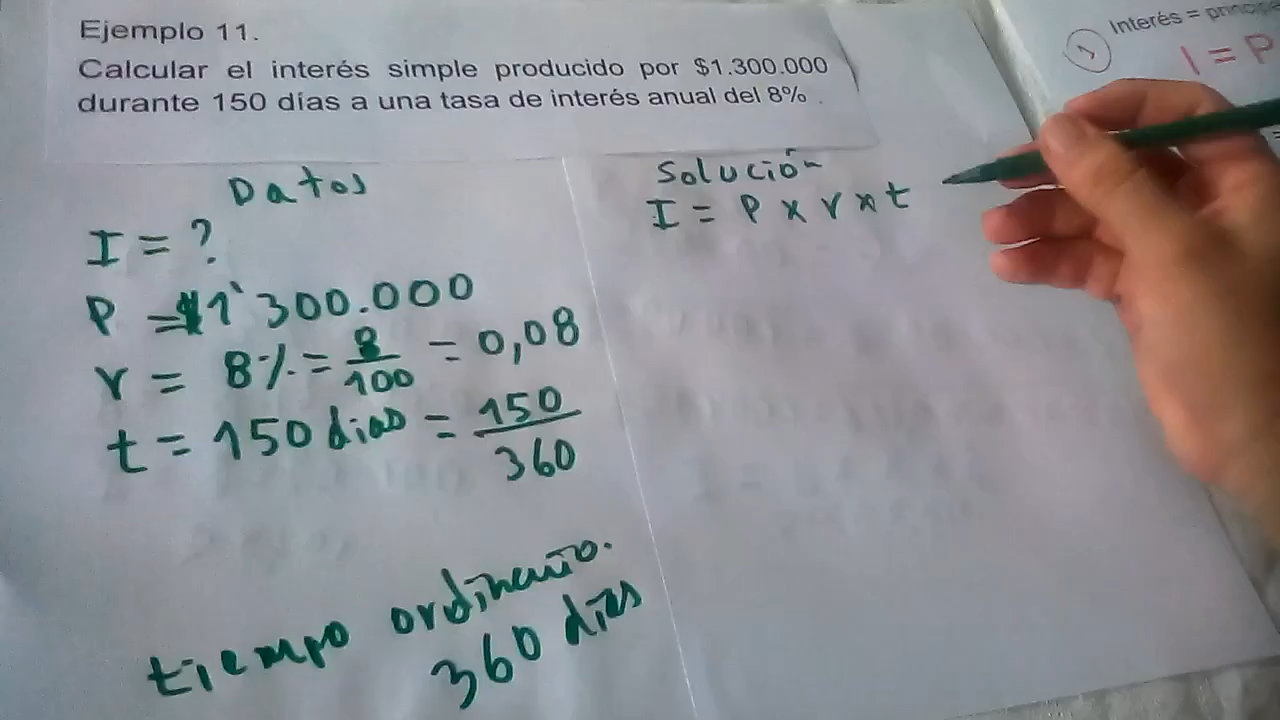 Ejemplo 11.
Calcular el interés simple producido por $1.300.000
durante 150 días a una tasa de interés anual del 8% .
Datos
I = ?
P = $1'300.000
r = 8% = 8/100 = 0,08
t = 150 dias = 150/360
tiempo ordinario.
360 días
Solución
I = P x r x t
1
Interés =
I = P